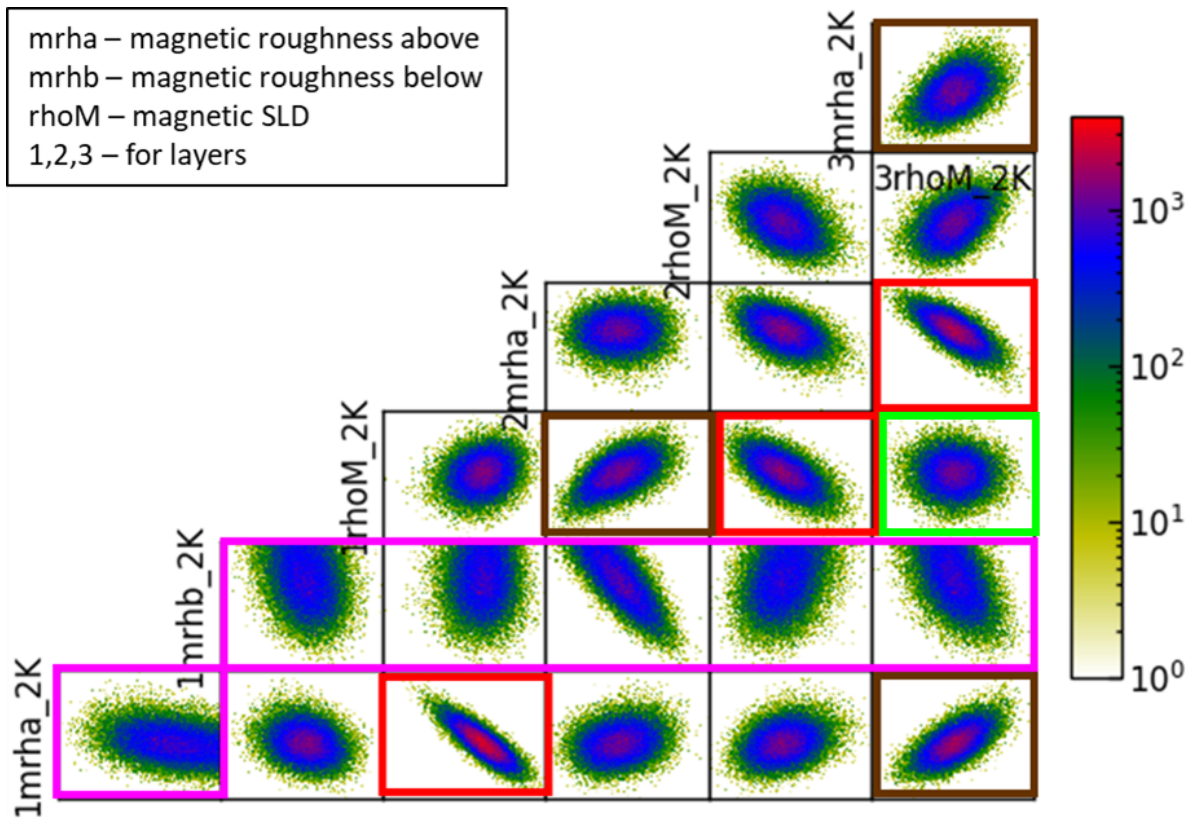 mrha – magnetic roughness above
mrhb – magnetic roughness below
rhoM – magnetic SLD
1,2,3 – for layers
3mrha_2K
2rhoM_2K
3rhoM_2K
2mrha_2K
1rhoM_2K
1mrhb_2K
1mrha_2K
10³
10²
10¹
10⁰